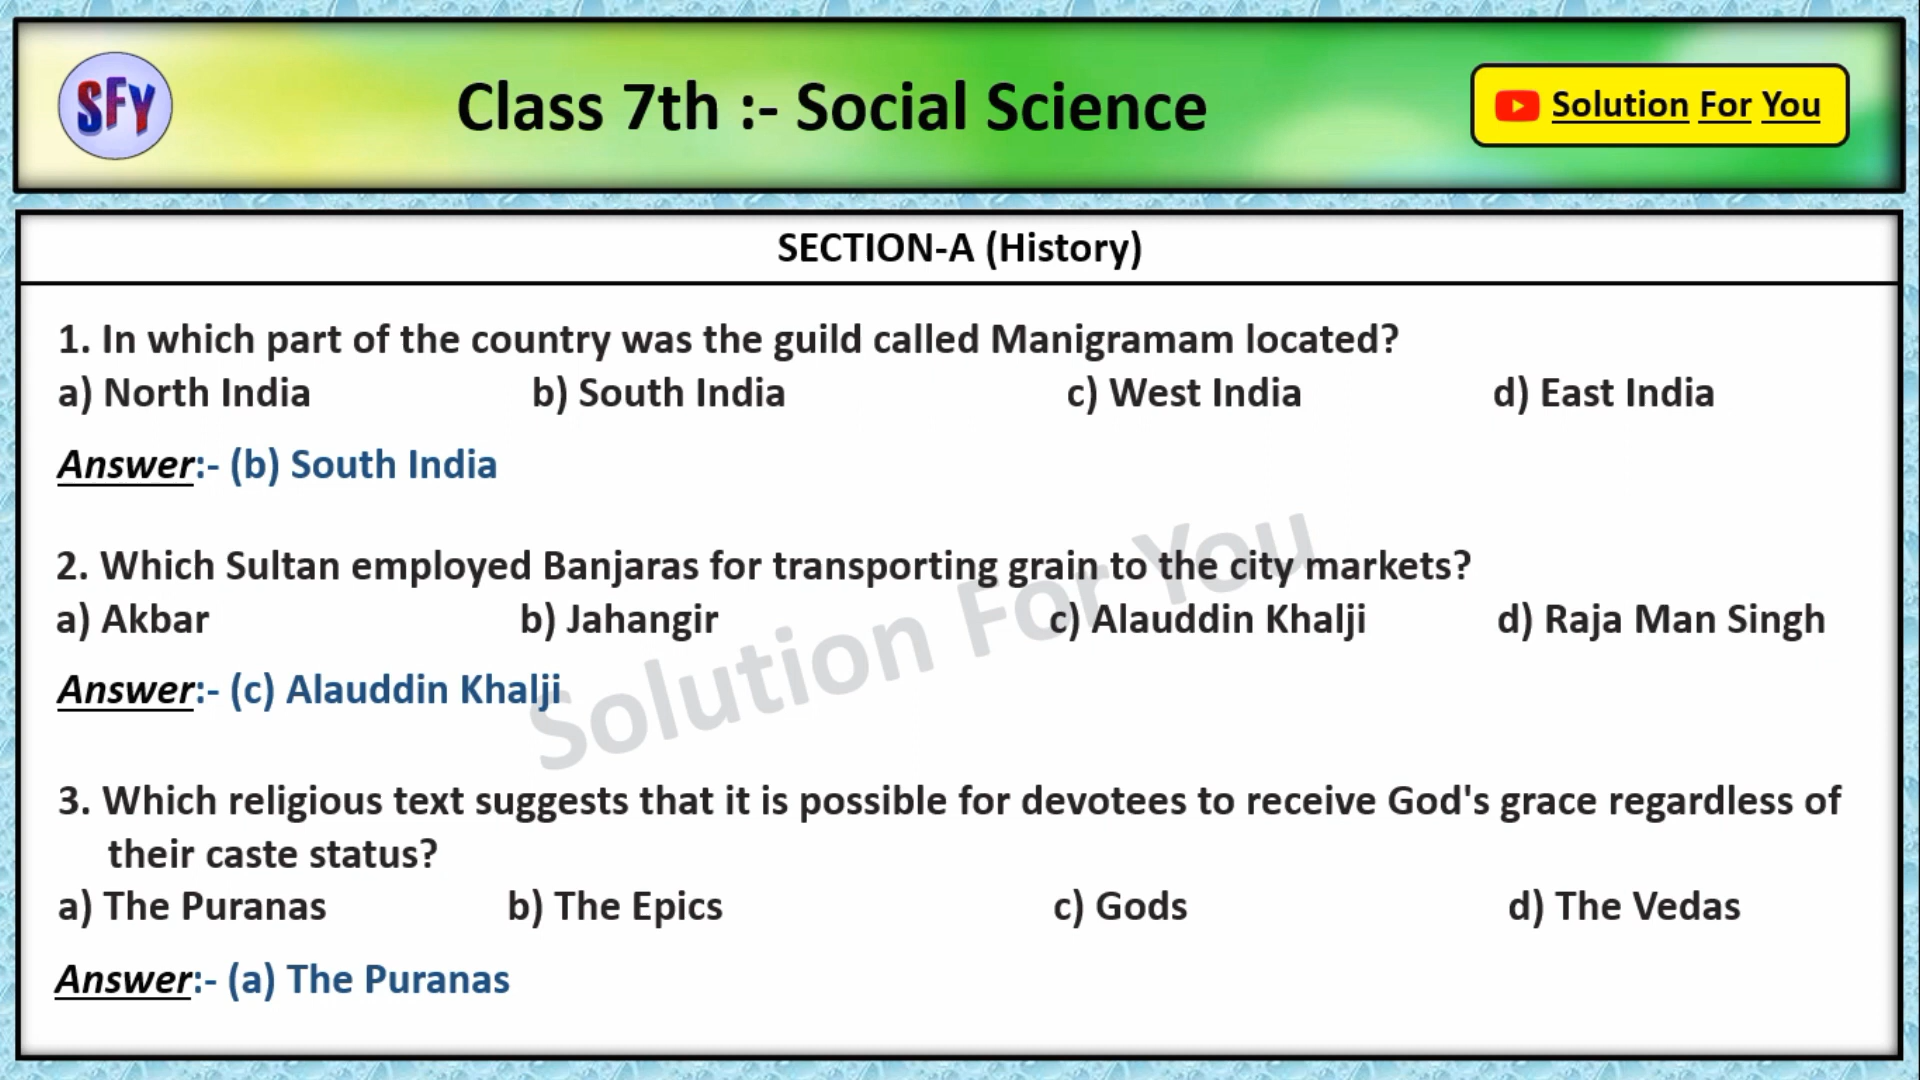 SFY
Class 7th :- Social Science
Solution For You
SECTION-A (History)
1. In which part of the country was the guild called Manigramam located?
a) North India b) South India c) West India d) East India
Answer:- (b) South India
2. Which Sultan employed Banjaras for transporting grain to the city markets?
a) Akbar b) Jahangir c) Alauddin Khalji d) Raja Man Singh
Answer:- (c) Alauddin Khalji
Solution For You
3. Which religious text suggests that it is possible for devotees to receive God's grace regardless of
their caste status?
a) The Puranas b) The Epics c) Gods d) The Vedas
Answer:- (a) The Puranas